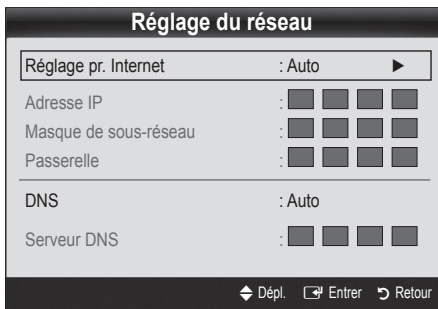 Réglage du réseau
Réglage pr. Internet : Auto ▶
Adresse IP :
Masque de sous-réseau :
Passerelle :
DNS : Auto
Serveur DNS :
Dépl. Entrer Retour